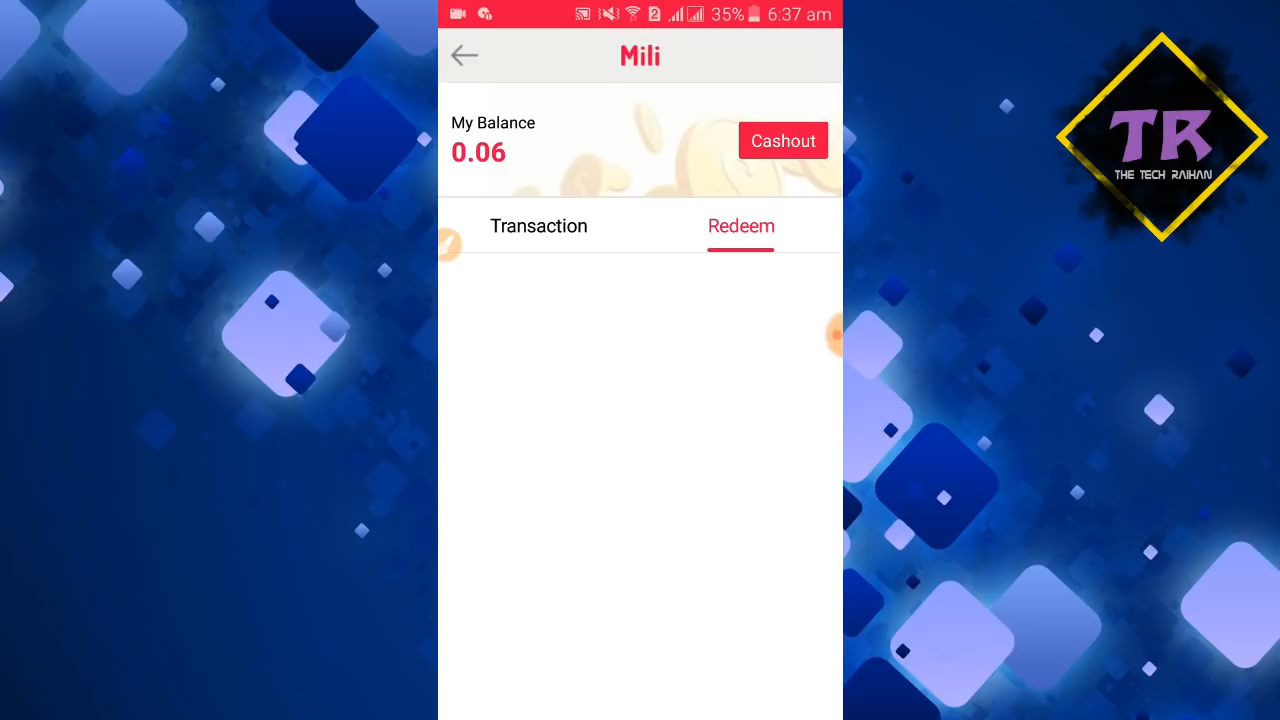 35% 6:37 am
Mili
My Balance
0.06
Cashout
Transaction
Redeem
TR
THE TECH RAIHAN